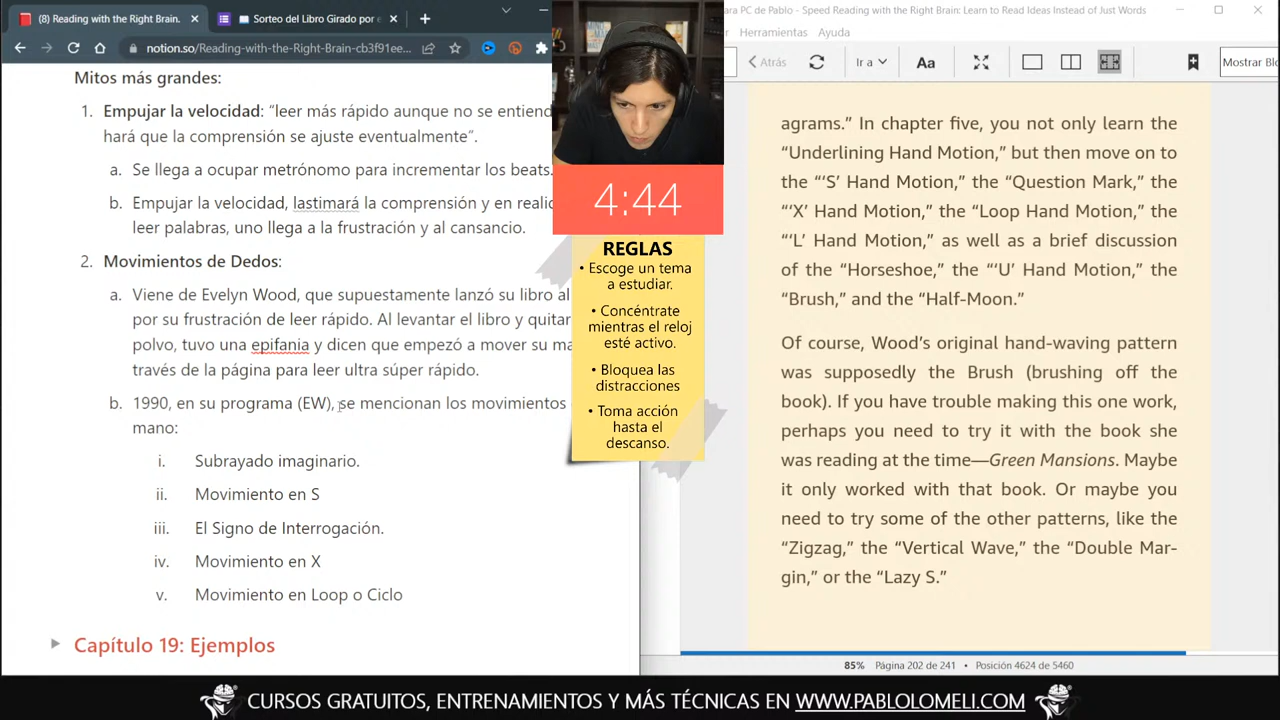 (8) Reading with the Right Brain.
Sorteo del Libro Girado por e
notion.so/Reading-with-the-Right-Brain-cb3f91ee...
Mitos más grandes:
1. Empujar la velocidad: “leer más rápido aunque no se entiend
hará que la comprensión se ajuste eventualmente”.
a. Se llega a ocupar metrónomo para incrementar los beats.
b. Empujar la velocidad, lastimará la comprensión y en realid
leer palabras, uno llega a la frustración y al cansancio.
2. Movimientos de Dedos:
a. Viene de Evelyn Wood, que supuestamente lanzó su libro al
por su frustración de leer rápido. Al levantar el libro y quitar
polvo, tuvo una epifania y dicen que empezó a mover su ma
través de la página para leer ultra súper rápido.
b. 1990, en su programa (EW), se mencionan los movimientos
mano:
i. Subrayado imaginario.
ii. Movimiento en S
iii. El Signo de Interrogación.
iv. Movimiento en X
v. Movimiento en Loop o Ciclo
Capítulo 19: Ejemplos
4:44
REGLAS
• Escoge un tema
a estudiar.
• Concéntrate
mientras el reloj
esté activo.
• Bloquea las
distracciones
• Toma acción
hasta el
descanso.
ara PC de Pablo - Speed Reading with the Right Brain: Learn to Read Ideas Instead of Just Words
Herramientas Ayuda
Atrás Ir a Aa Mostrar Blo
agrams.” In chapter five, you not only learn the
“Underlining Hand Motion,” but then move on to
the “‘S’ Hand Motion,” the “Question Mark,” the
“‘X’ Hand Motion,” the “Loop Hand Motion,” the
“‘L’ Hand Motion,” as well as a brief discussion
of the “Horseshoe,” the “‘U’ Hand Motion,” the
“Brush,” and the “Half-Moon.”
Of course, Wood’s original hand-waving pattern
was supposedly the Brush (brushing off the
book). If you have trouble making this one work,
perhaps you need to try it with the book she
was reading at the time—Green Mansions. Maybe
it only worked with that book. Or maybe you
need to try some of the other patterns, like the
“Zigzag,” the “Vertical Wave,” the “Double Mar-
gin,” or the “Lazy S.”
85% Página 202 de 241 • Posición 4624 de 5460
CURSOS GRATUITOS, ENTRENAMIENTOS Y MÁS TÉCNICAS EN WWW.PABLOLOMELI.COM